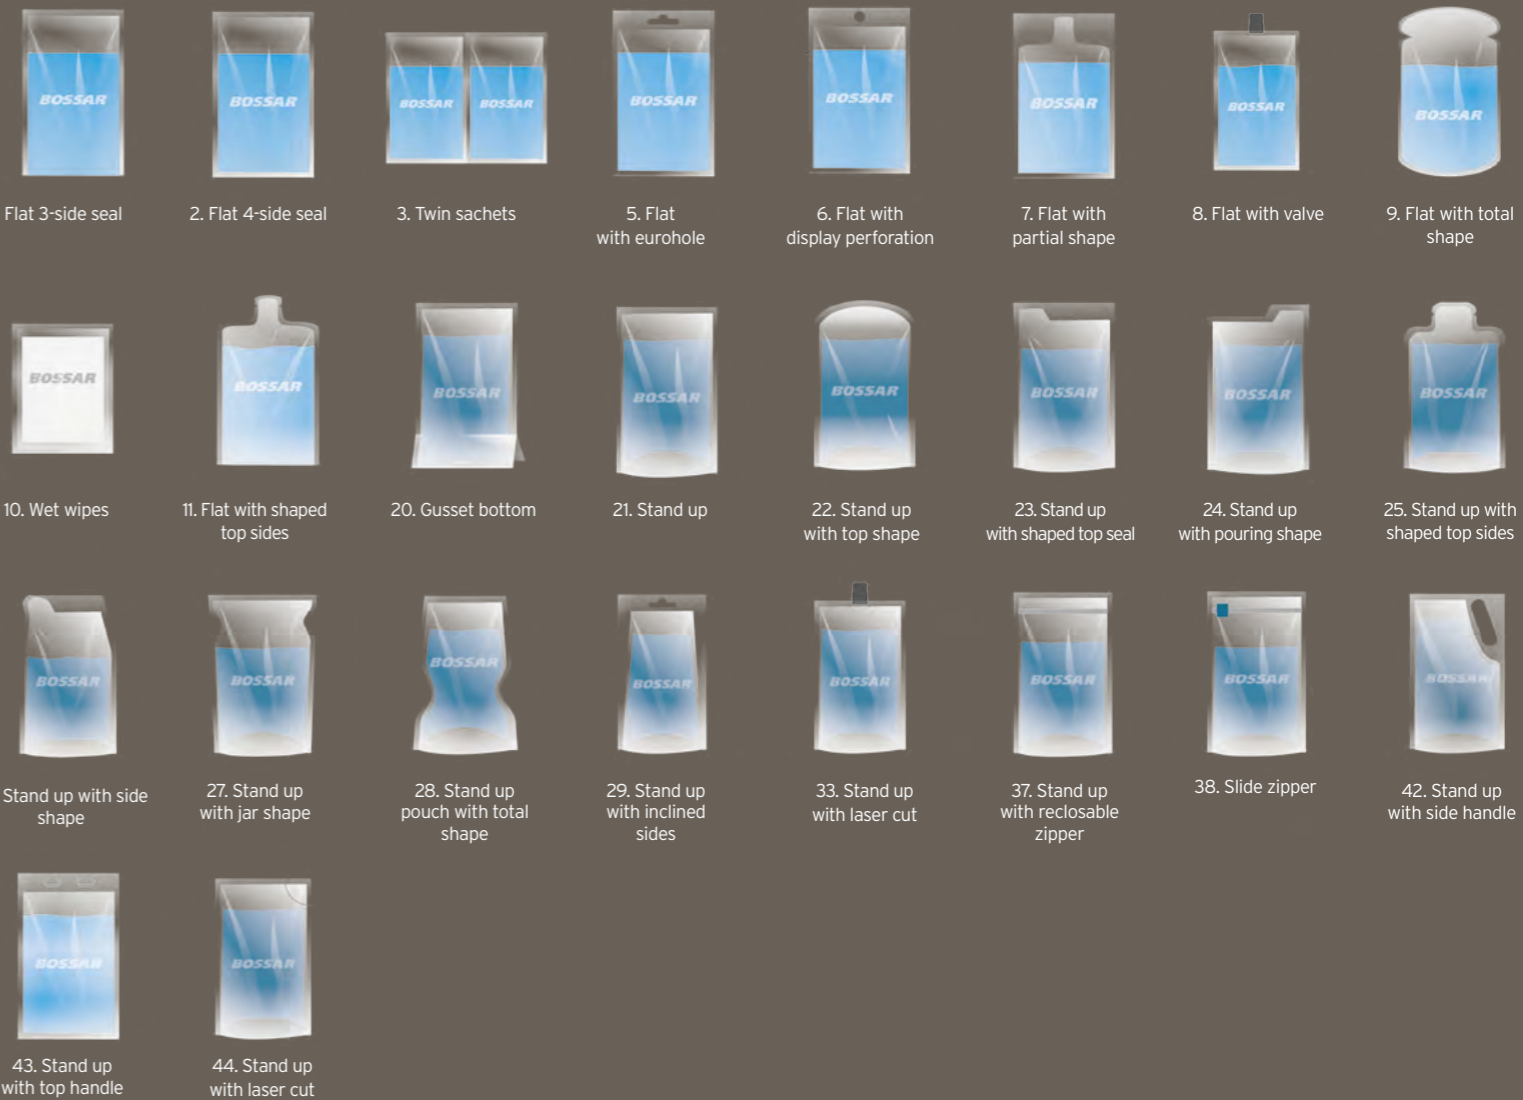 BOSSAR
BOSSAR
BOSSAR BOSSAR
BOSSAR
BOSSAR
BOSSAR
BOSSAR
BOSSAR
Flat 3-side seal
2. Flat 4-side seal
3. Twin sachets
5. Flat
with eurohole
6. Flat with
display perforation
7. Flat with
partial shape
8. Flat with valve
9. Flat with total
shape
BOSSAR
BOSSAR
BOSSAR
BOSSAR
BOSSAR
BOSSAR
BOSSAR
BOSSAR
10. Wet wipes
11. Flat with shaped
top sides
20. Gusset bottom
21. Stand up
22. Stand up
with top shape
23. Stand up
with shaped top seal
24. Stand up
with pouring shape
25. Stand up with
shaped top sides
BOSSAR
BOSSAR
BOSSAR
BOSSAR
BOSSAR
BOSSAR
BOSSAR
BOSSAR
Stand up with side
shape
27. Stand up
with jar shape
28. Stand up
pouch with total
shape
29. Stand up
with inclined
sides
33. Stand up
with laser cut
37. Stand up
with reclosable
zipper
38. Slide zipper
42. Stand up
with side handle
BOSSAR
BOSSAR
43. Stand up
with top handle
44. Stand up
with laser cut